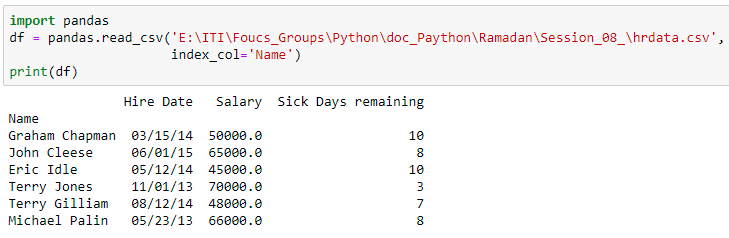 import pandas
df = pandas.read_csv('E:\ITI\Foucs_Groups\Python\doc_Paython\Ramadan\Session_08_\hrdata.csv',
                     index_col='Name')
print(df)
               Hire Date   Salary  Sick Days remaining
Name
Graham Chapman  03/15/14  50000.0                   10
John Cleese     06/01/15  65000.0                    8
Eric Idle       05/12/14  45000.0                   10
Terry Jones     11/01/13  70000.0                    3
Terry Gilliam   08/12/14  48000.0                    7
Michael Palin   05/23/13  66000.0                    8